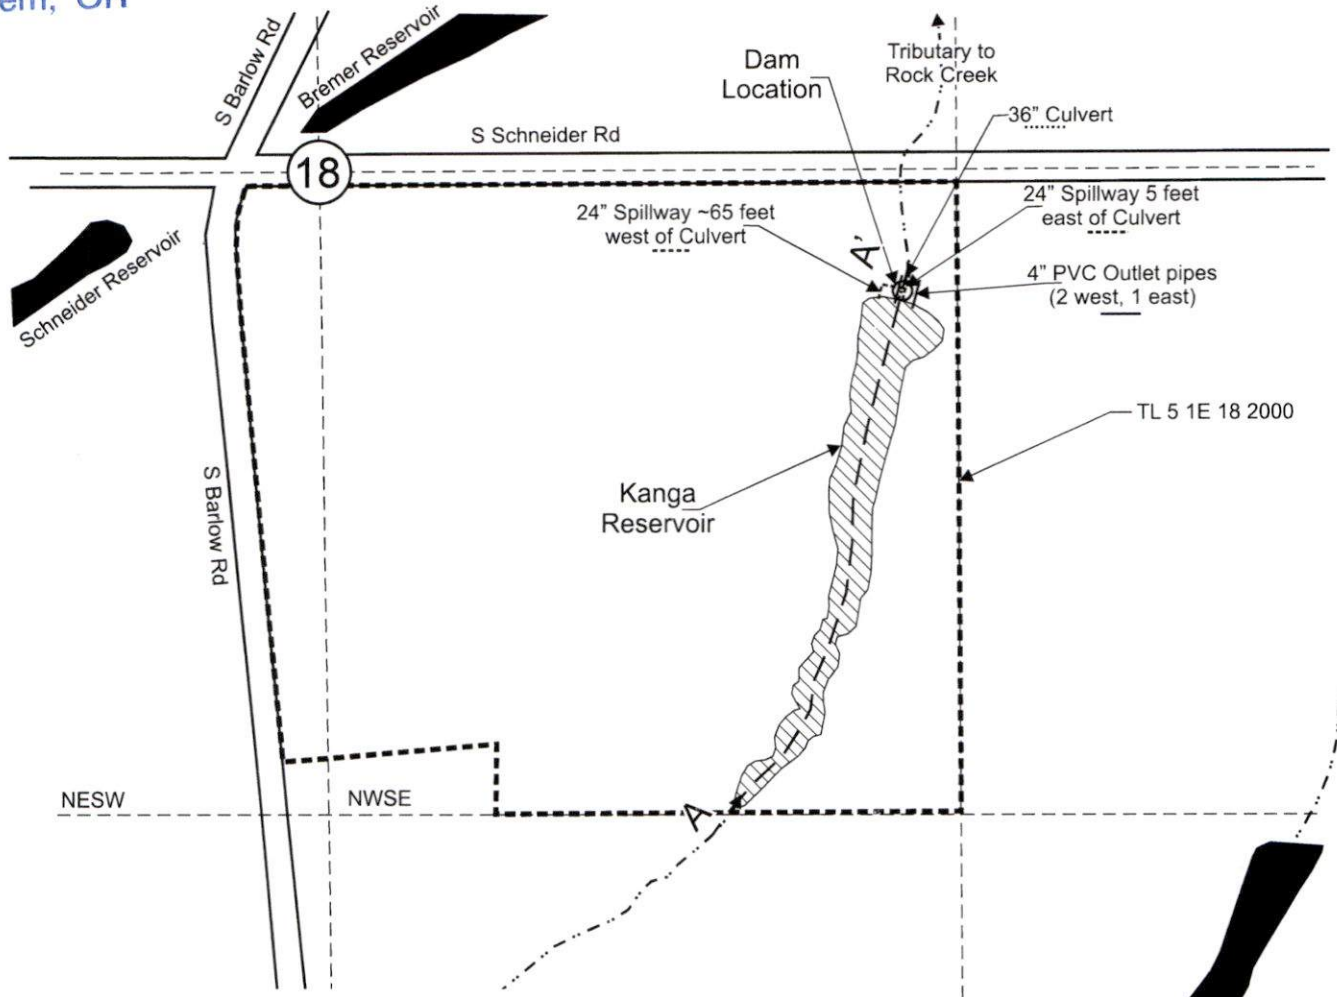 S Barlow Rd
Bremer Reservoir
Dam
Location
Tributary to
Rock Creek
36" Culvert
S Schneider Rd
18
24" Spillway ~65 feet
west of Culvert
24" Spillway 5 feet
east of Culvert
A'
4" PVC Outlet pipes
(2 west, 1 east)
Schneider Reservoir
TL 5 1E 18 2000
S Barlow Rd
Kanga
Reservoir
NESW
NWSE
A